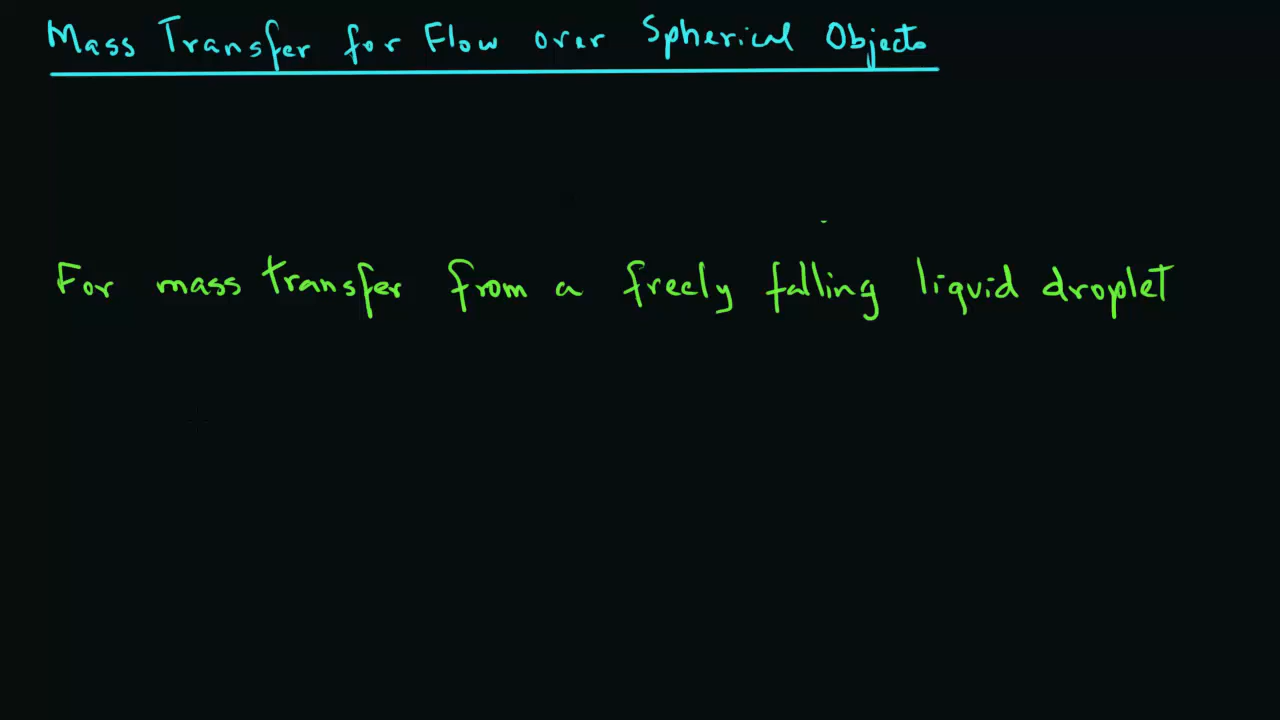 Mass Transfer for Flow over Spherical Objects
For mass transfer from a freely falling liquid droplet